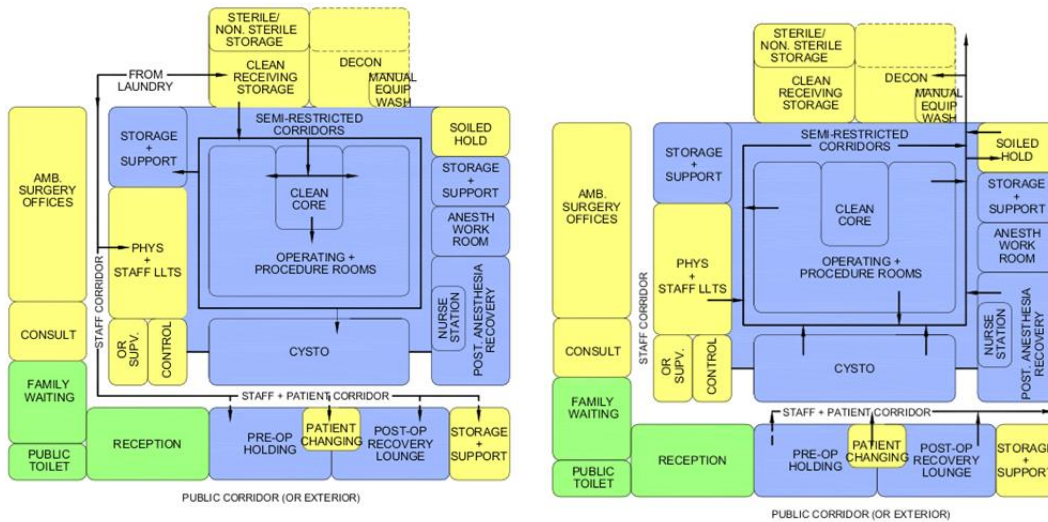 STERILE/
NON. STERILE
STORAGE
FROM
LAUNDRY
CLEAN
RECEIVING
STORAGE
DECON
MANUAL
EQUIP
WASH
SEMI-RESTRICTED
CORRIDORS
STORAGE
+
SUPPORT
SOILED
HOLD
STORAGE
+
SUPPORT
AMB.
SURGERY
OFFICES
CLEAN
CORE
ANESTH
WORK
ROOM
PHYS
+
STAFF LLTS
OPERATING +
PROCEDURE ROOMS
STAFF CORRIDOR
NURSE
STATION
POST. ANESTHESIA
RECOVERY
CONSULT
OR
SUPV.
CONTROL
CYSTO
FAMILY
WAITING
STAFF + PATIENT CORRIDOR
RECEPTION
PRE-OP
HOLDING
PATIENT
CHANGING
POST-OP
RECOVERY
LOUNGE
STORAGE
+
SUPPORT
PUBLIC
TOILET
PUBLIC CORRIDOR (OR EXTERIOR)
STERILE/
NON. STERILE
STORAGE
CLEAN
RECEIVING
STORAGE
DECON
MANUAL
EQUIP
WASH
SEMI-RESTRICTED
CORRIDORS
STORAGE
+
SUPPORT
SOILED
HOLD
STORAGE
+
SUPPORT
AMB.
SURGERY
OFFICES
CLEAN
CORE
ANESTH
WORK
ROOM
PHYS
+
STAFF LLTS
OPERATING +
PROCEDURE ROOMS
STAFF CORRIDOR
NURSE
STATION
POST. ANESTHESIA
RECOVERY
CONSULT
OR
SUPV.
CONTROL
CYSTO
FAMILY
WAITING
STAFF + PATIENT CORRIDOR
RECEPTION
PRE-OP
HOLDING
PATIENT
CHANGING
POST-OP
RECOVERY
LOUNGE
STORAGE
+
SUPPORT
PUBLIC
TOILET
PUBLIC CORRIDOR (OR EXTERIOR)